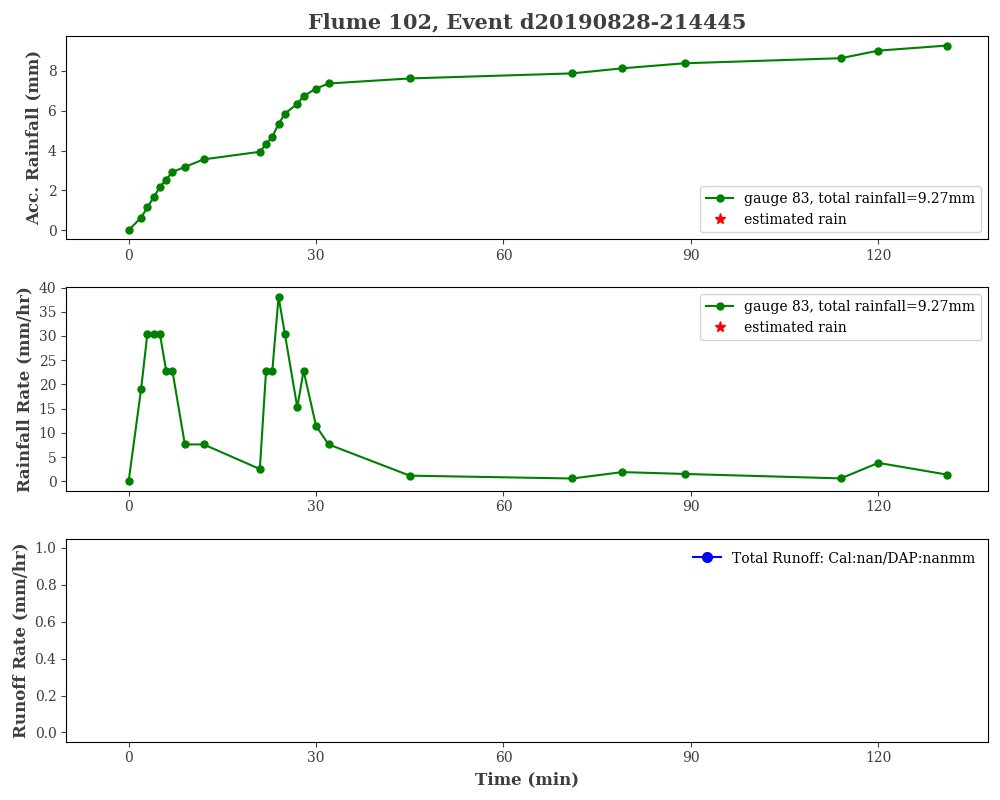 Flume 102, Event d20190828-214445
Acc. Rainfall (mm)
8
6
4
2
0
gauge 83, total rainfall=9.27mm
estimated rain
0 30 60 90 120
Rainfall Rate (mm/hr)
40
35
30
25
20
15
10
5
0
gauge 83, total rainfall=9.27mm
estimated rain
0 30 60 90 120
Runoff Rate (mm/hr)
1.0
0.8
0.6
0.4
0.2
0.0
Total Runoff: Cal:nan/DAP:nanmm
0 30 60 90 120
Time (min)